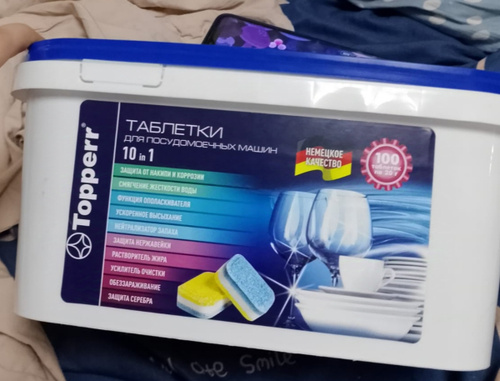 Topperr
ТАБЛЕТКИ
ДЛЯ ПОСУДОМОЕЧНЫХ МАШИН
10 in 1
ЗАЩИТА ОТ НАКИПИ И КОРРОЗИИ
СМЯГЧЕНИЕ ЖЕСТКОСТИ ВОДЫ
ФУНКЦИЯ ОПОЛАСКИВАТЕЛЯ
УСКОРЕННОЕ ВЫСЫХАНИЕ
НЕЙТРАЛИЗАТОР ЗАПАХА
ЗАЩИТА НЕРЖАВЕЙКИ
РАСТВОРИТЕЛЬ ЖИРА
УСИЛИТЕЛЬ ОЧИСТКИ
ОБЕЗЗАРАЖИВАНИЕ
ЗАЩИТА СЕРЕБРА
НЕМЕЦКОЕ
КАЧЕСТВО
100
Smile